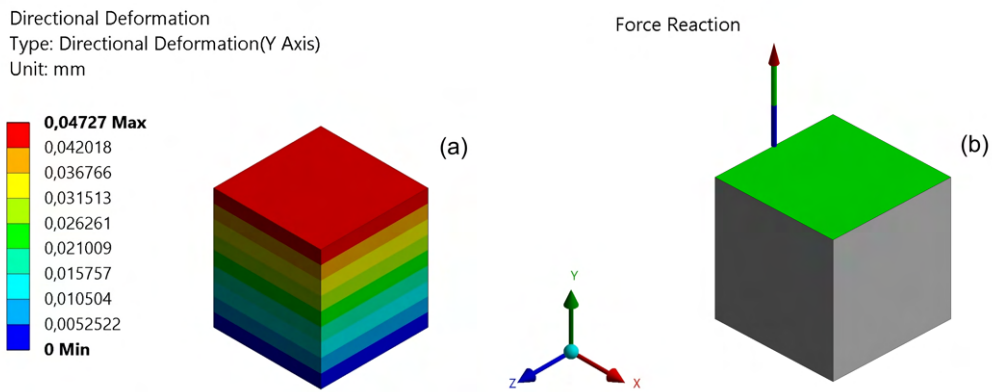 Directional Deformation
Type: Directional Deformation(Y Axis)
Unit: mm
0,04727 Max
0,042018
0,036766
0,031513
0,026261
0,021009
0,015757
0,010504
0,0052522
0 Min
(a)
Force Reaction
(b)
Y
Z
X